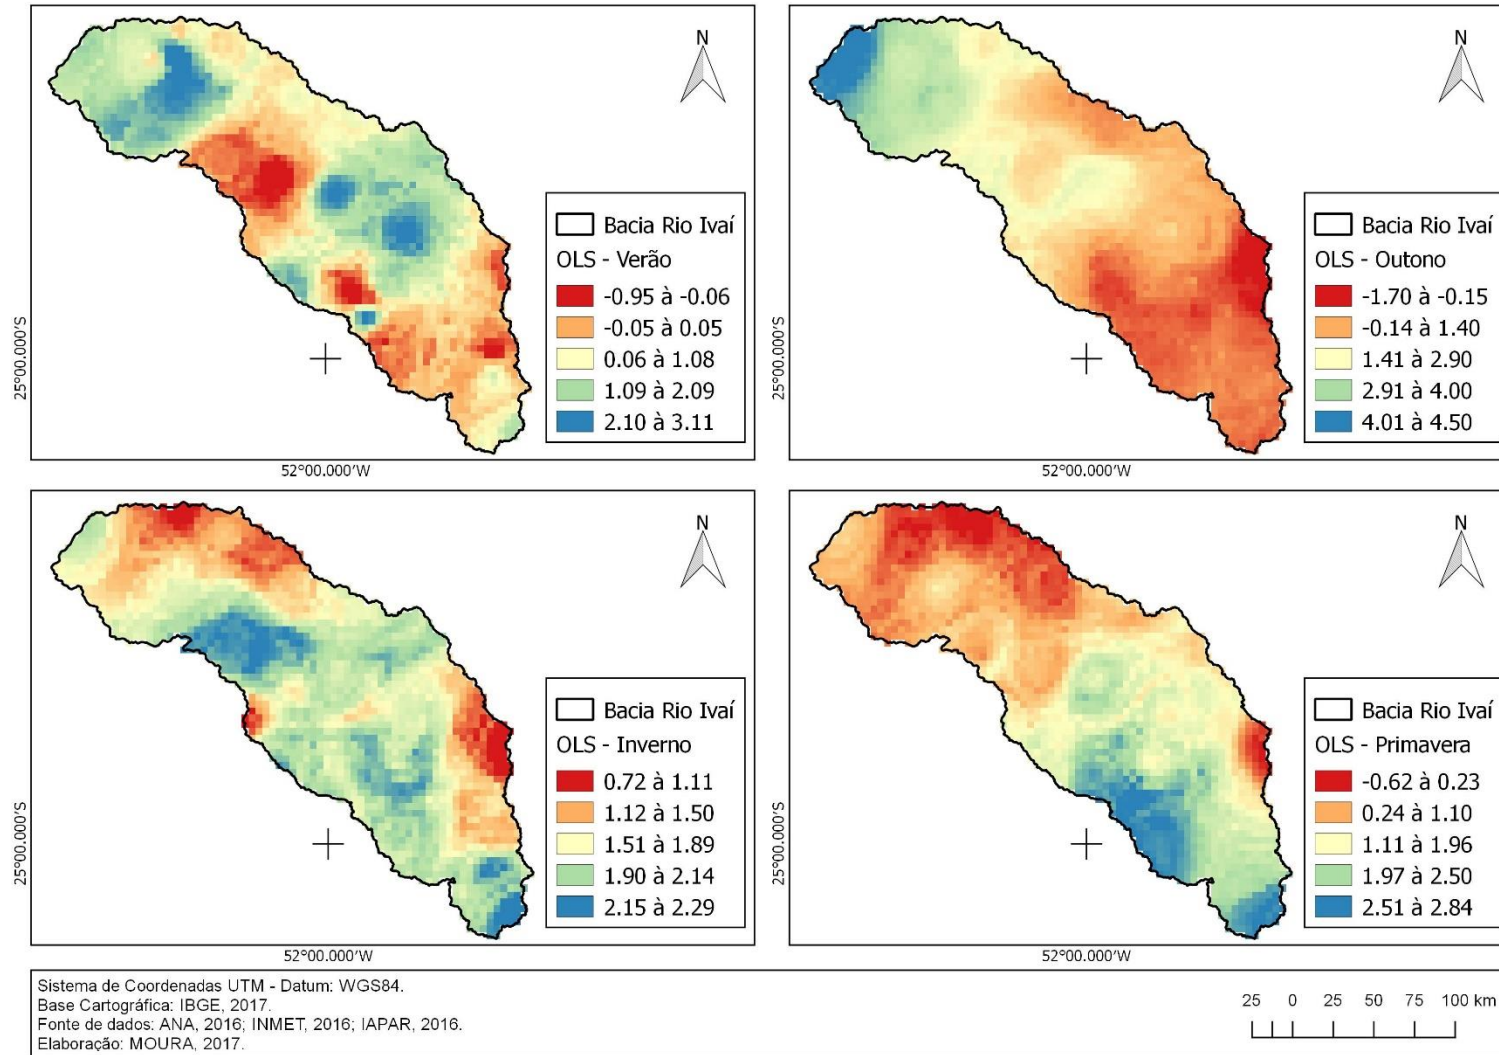 N
Bacia Rio Ivaí
OLS - Verão
-0.95 à -0.06
-0.05 à 0.05
0.06 à 1.08
1.09 à 2.09
2.10 à 3.11
25°00.000'S
52°00.000'W
N
Bacia Rio Ivaí
OLS - Outono
-1.70 à -0.15
-0.14 à 1.40
1.41 à 2.90
2.91 à 4.00
4.01 à 4.50
25°00.000'S
52°00.000'W
N
Bacia Rio Ivaí
OLS - Inverno
0.72 à 1.11
1.12 à 1.50
1.51 à 1.89
1.90 à 2.14
2.15 à 2.29
25°00.000'S
52°00.000'W
N
Bacia Rio Ivaí
OLS - Primavera
-0.62 à 0.23
0.24 à 1.10
1.11 à 1.96
1.97 à 2.50
2.51 à 2.84
25°00.000'S
52°00.000'W
Sistema de Coordenadas UTM - Datum: WGS84.
Base Cartográfica: IBGE, 2017.
Fonte de dados: ANA, 2016; INMET, 2016; IAPAR, 2016.
Elaboração: MOURA, 2017.
25 0 25 50 75 100 km